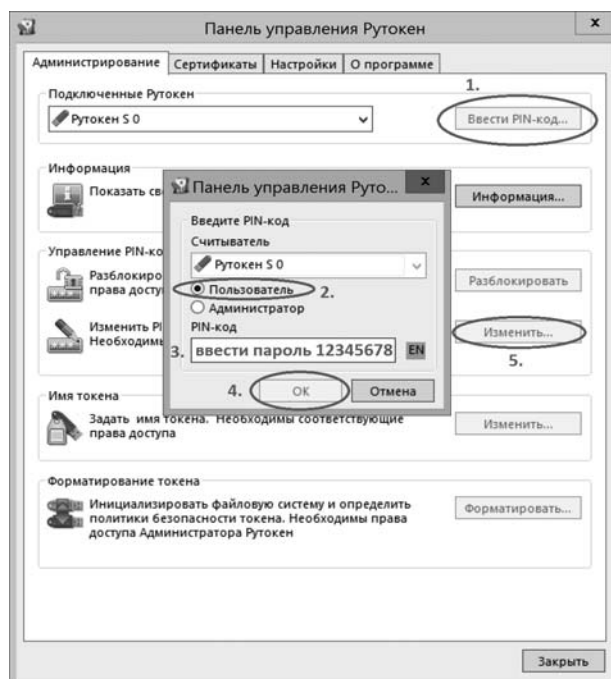 Панель управления Рутокен
x
Администрирование Сертификаты Настройки О программе
1.
Подключенные Рутокен
Рутокен S 0
Ввести PIN-код...
Информация
Показать св
Информация...
Панель управления Руто...
x
Введите PIN-код
Считыватель
Рутокен S 0
Пользователь 2.
Администратор
PIN-код
3. ввести пароль 12345678 EN
4. OK Отмена
Управление PIN-ко
Разблокиро
права досту
Разблокировать
Изменить PI
Необходимы
Изменить...
5.
Имя токена
Задать имя токена. Необходимы соответствующие
права доступа
Изменить...
Форматирование токена
Инициализировать файловую систему и определить
политики безопасности токена. Необходимы права
доступа Администратора Рутокен
Форматировать...
Закрыть